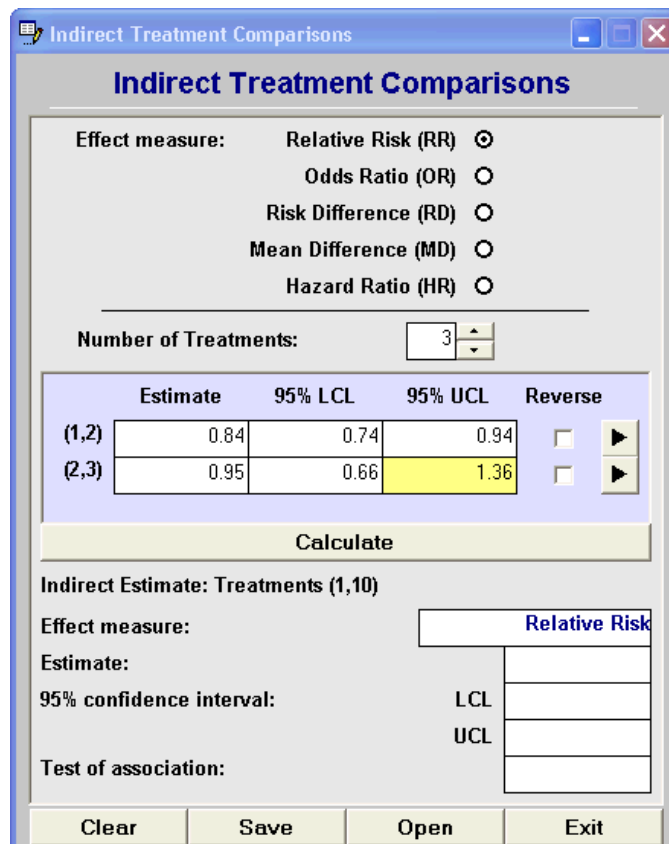 Indirect Treatment Comparisons
Indirect Treatment Comparisons
Effect measure: Relative Risk (RR)
Odds Ratio (OR)
Risk Difference (RD)
Mean Difference (MD)
Hazard Ratio (HR)
Number of Treatments: 3
Estimate 95% LCL 95% UCL Reverse
(1,2) 0.84 0.74 0.94
(2,3) 0.95 0.66 1.36
Calculate
Indirect Estimate: Treatments (1,10)
Effect measure: Relative Risk
Estimate:
95% confidence interval: LCL
UCL
Test of association:
Clear Save Open Exit